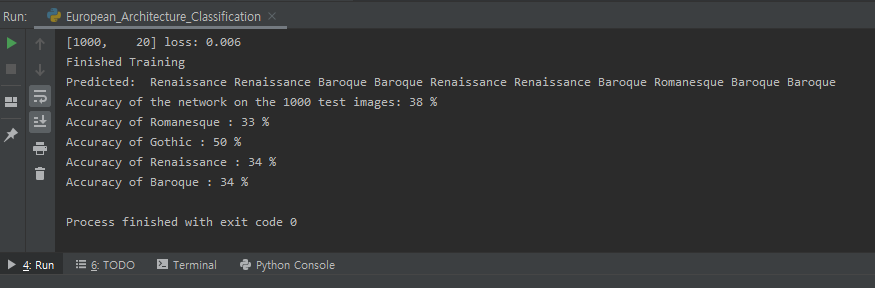 Run: European_Architecture_Classification
[1000,    20] loss: 0.006
Finished Training
Predicted:  Renaissance Renaissance Baroque Baroque Renaissance Renaissance Baroque Romanesque Baroque Baroque
Accuracy of the network on the 1000 test images: 38 %
Accuracy of Romanesque : 33 %
Accuracy of Gothic : 50 %
Accuracy of Renaissance : 34 %
Accuracy of Baroque : 34 %
Process finished with exit code 0
4: Run 6: TODO Terminal Python Console